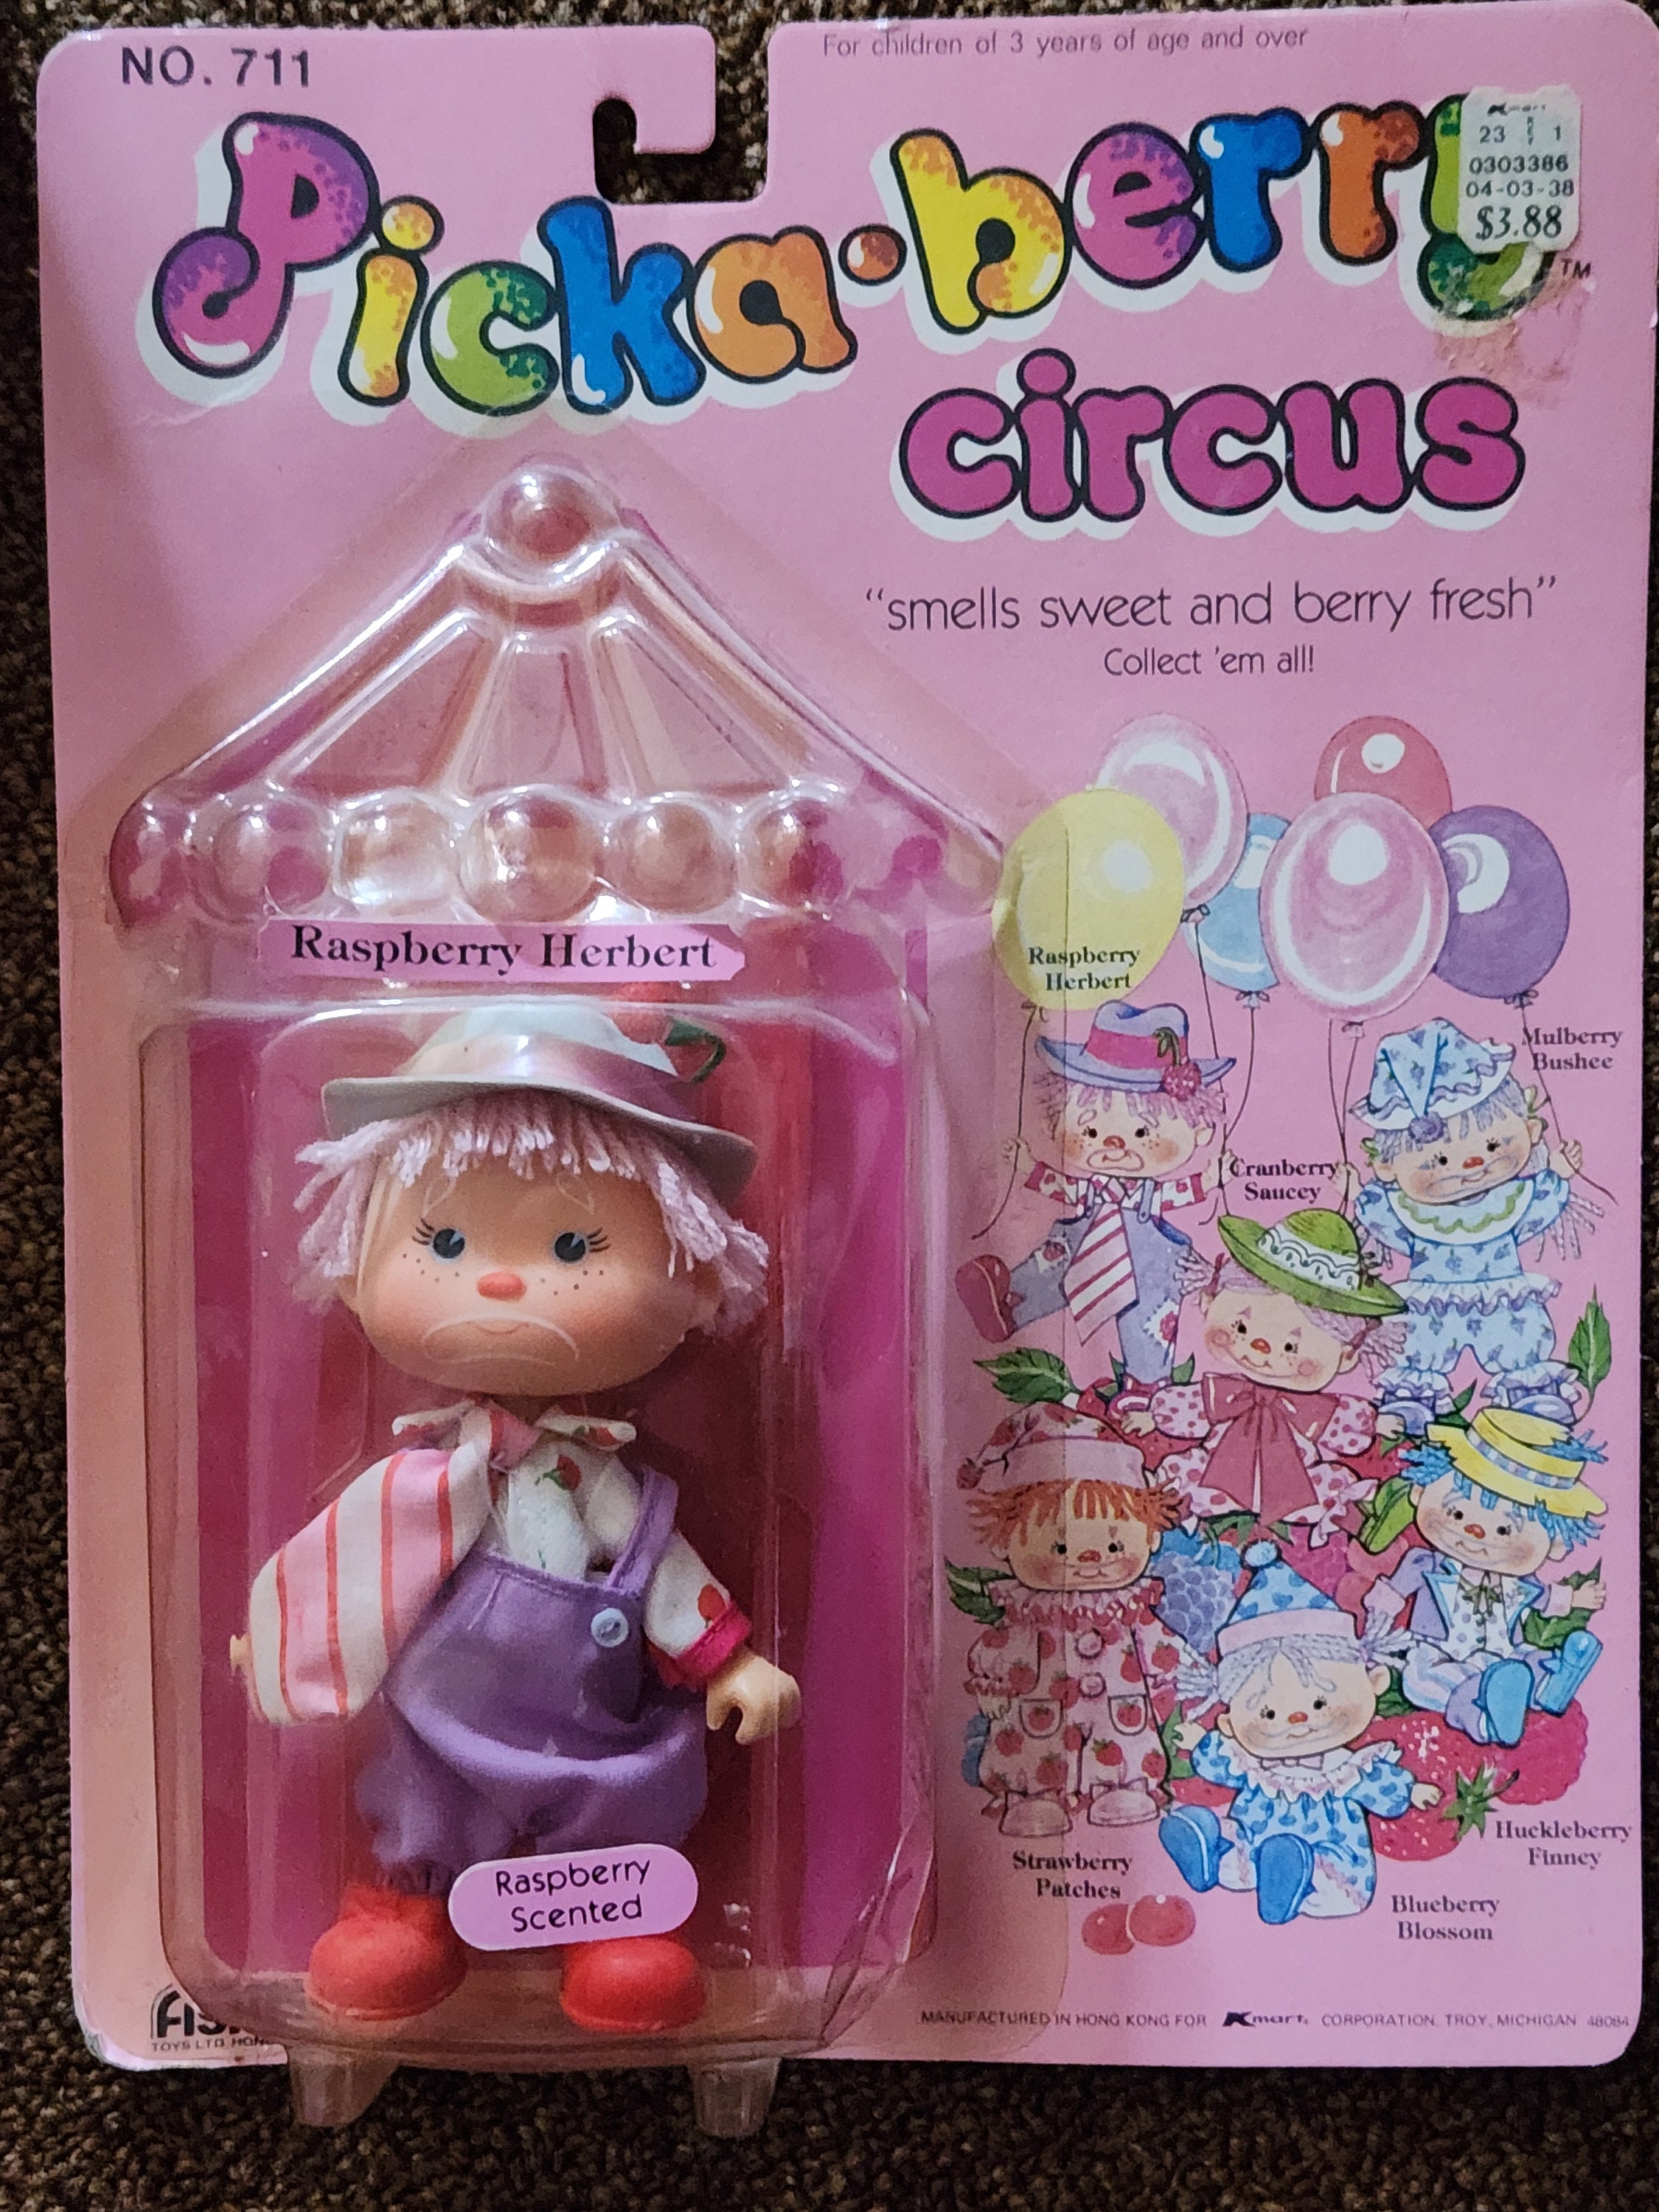 NO. 711
For children of 3 years of age and over
Picka·berry
TM
Kmart
23 1
0303386
04-03-38
$3.88
circus
"smells sweet and berry fresh"
Collect 'em all!
Raspberry Herbert
Raspberry
Herbert
Mulberry
Bushee
Cranberry
Saucey
Huckleberry
Finney
Strawberry
Patches
Blueberry
Blossom
Raspberry
Scented
TOYS LTD.
MANUFACTURED IN HONG KONG FOR Kmart. CORPORATION, TROY, MICHIGAN 48084